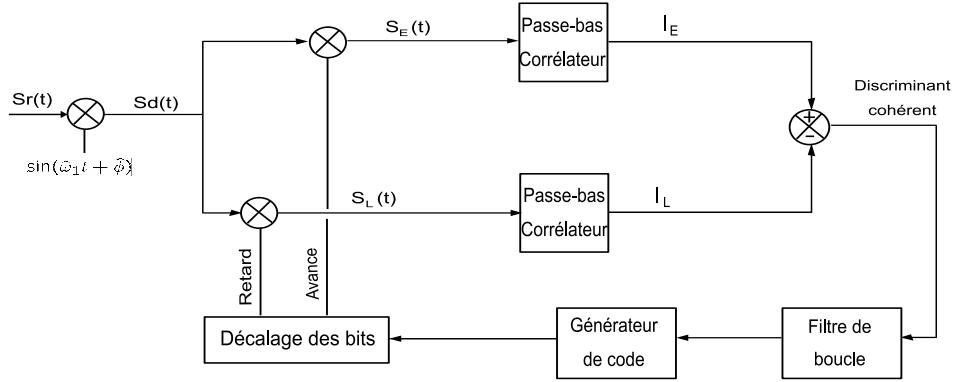 S_E(t)
Passe-bas
Corrélateur
I_E
Discriminant
cohérent
Sr(t)
Sd(t)
+
-
sin(ω̂₁t + φ̂)
S_L(t)
Passe-bas
Corrélateur
I_L
Retard
Avance
Décalage des bits
Générateur
de code
Filtre de
boucle